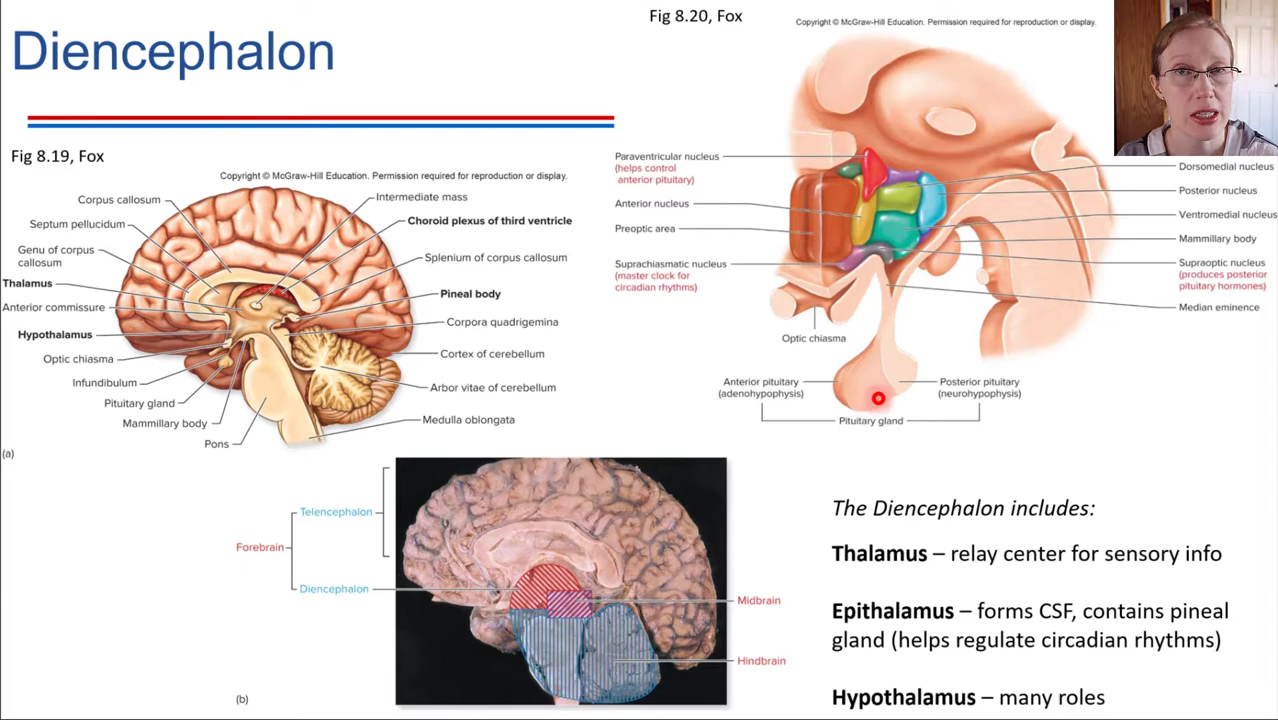 Diencephalon
Fig 8.19, Fox
Copyright © McGraw-Hill Education. Permission required for reproduction or display.
Corpus callosum
Septum pellucidum
Genu of corpus
callosum
Thalamus
Anterior commissure
Hypothalamus
Optic chiasma
Infundibulum
Pituitary gland
Mammillary body
Pons
Intermediate mass
Choroid plexus of third ventricle
Splenium of corpus callosum
Pineal body
Corpora quadrigemina
Cortex of cerebellum
Arbor vitae of cerebellum
Medulla oblongata
(a)
Fig 8.20, Fox
Copyright © McGraw-Hill Education. Permission required for reproduction or display.
Paraventricular nucleus
(helps control
anterior pituitary)
Anterior nucleus
Preoptic area
Suprachiasmatic nucleus
(master clock for
circadian rhythms)
Optic chiasma
Dorsomedial nucleus
Posterior nucleus
Ventromedial nucleus
Mammillary body
Supraoptic nucleus
(produces posterior
pituitary hormones)
Median eminence
Anterior pituitary
(adenohypophysis)
Posterior pituitary
(neurohypophysis)
Pituitary gland
Telencephalon
Forebrain
Diencephalon
Midbrain
Hindbrain
(b)
The Diencephalon includes:
Thalamus – relay center for sensory info
Epithalamus – forms CSF, contains pineal
gland (helps regulate circadian rhythms)
Hypothalamus – many roles